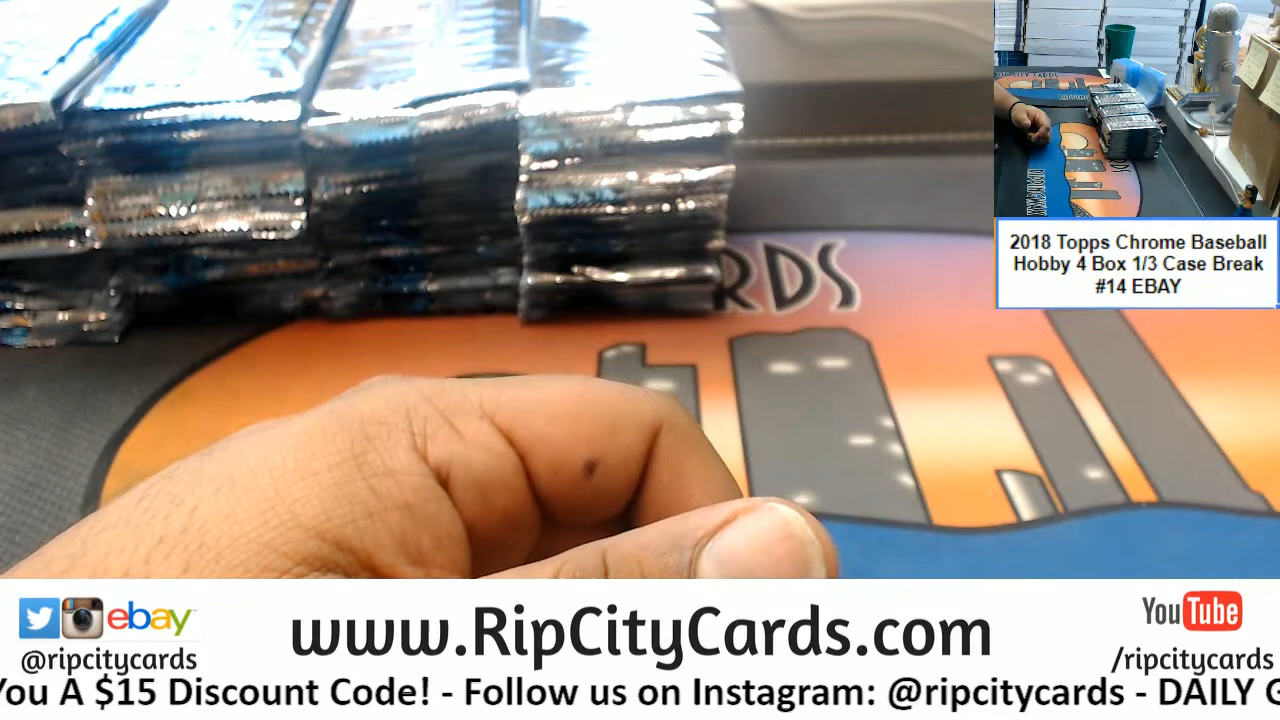 RDS
2018 Topps Chrome Baseball
Hobby 4 Box 1/3 Case Break
#14 EBAY
ebay
@ripcitycards
www.RipCityCards.com
YouTube
/ripcitycards
You A $15 Discount Code! - Follow us on Instagram: @ripcitycards - DAILY G